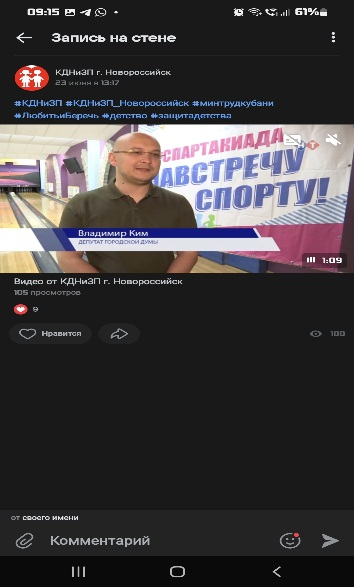 09:15
61%
Запись на стене
КДНиЗП г. Новороссийск
23 июня в 13:17
#КДНиЗП #КДНиЗП_Новороссийск #минтрудкубани
#ЛюбитьиБеречь #детство #защитадетства
СПАРТАКИАДА
НАВСТРЕЧУ
СПОРТУ!
Владимир Ким
ДЕПУТАТ ГОРОДСКОЙ ДУМЫ
1:09
Видео от КДНиЗП г. Новороссийск
105 просмотров
9
Нравится
100
от своего имени
Комментарий